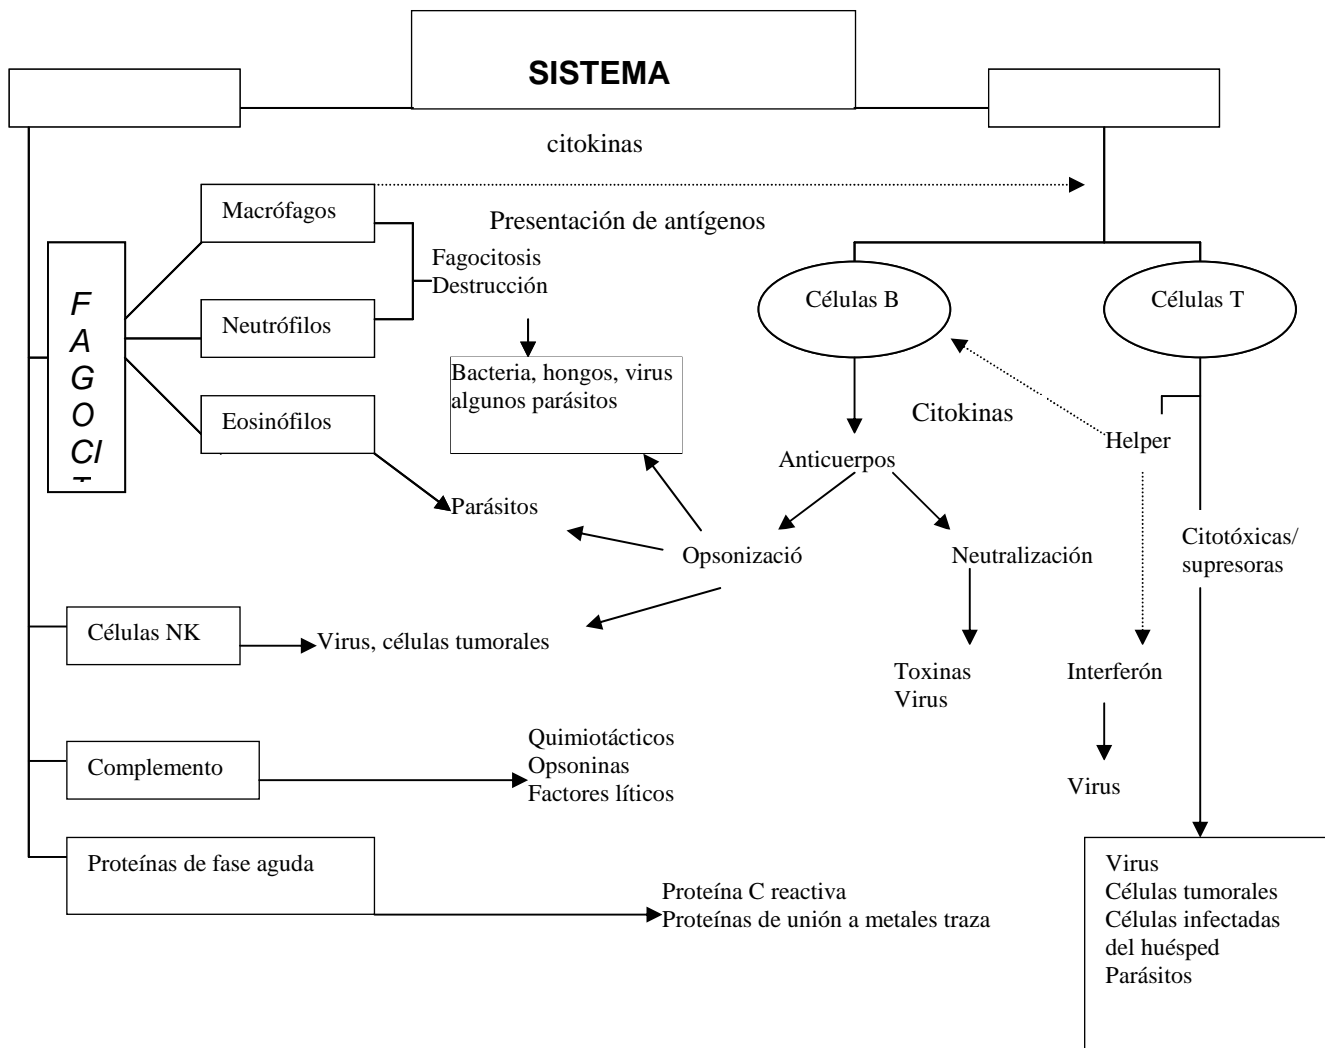 SISTEMA
citokinas
Macrófagos
Presentación de antígenos
Fagocitosis
Destrucción
F
A
G
O
CI
T
Neutrófilos
Células B
Células T
Bacteria, hongos, virus
algunos parásitos
Eosinófilos
Citokinas
Helper
Anticuerpos
Parásitos
Opsonizació
Neutralización
Citotóxicas/
supresoras
Células NK
Virus, células tumorales
Toxinas
Virus
Interferón
Complemento
Quimiotácticos
Opsoninas
Factores líticos
Virus
Proteínas de fase aguda
Proteína C reactiva
Proteínas de unión a metales traza
Virus
Células tumorales
Células infectadas
del huésped
Parásitos